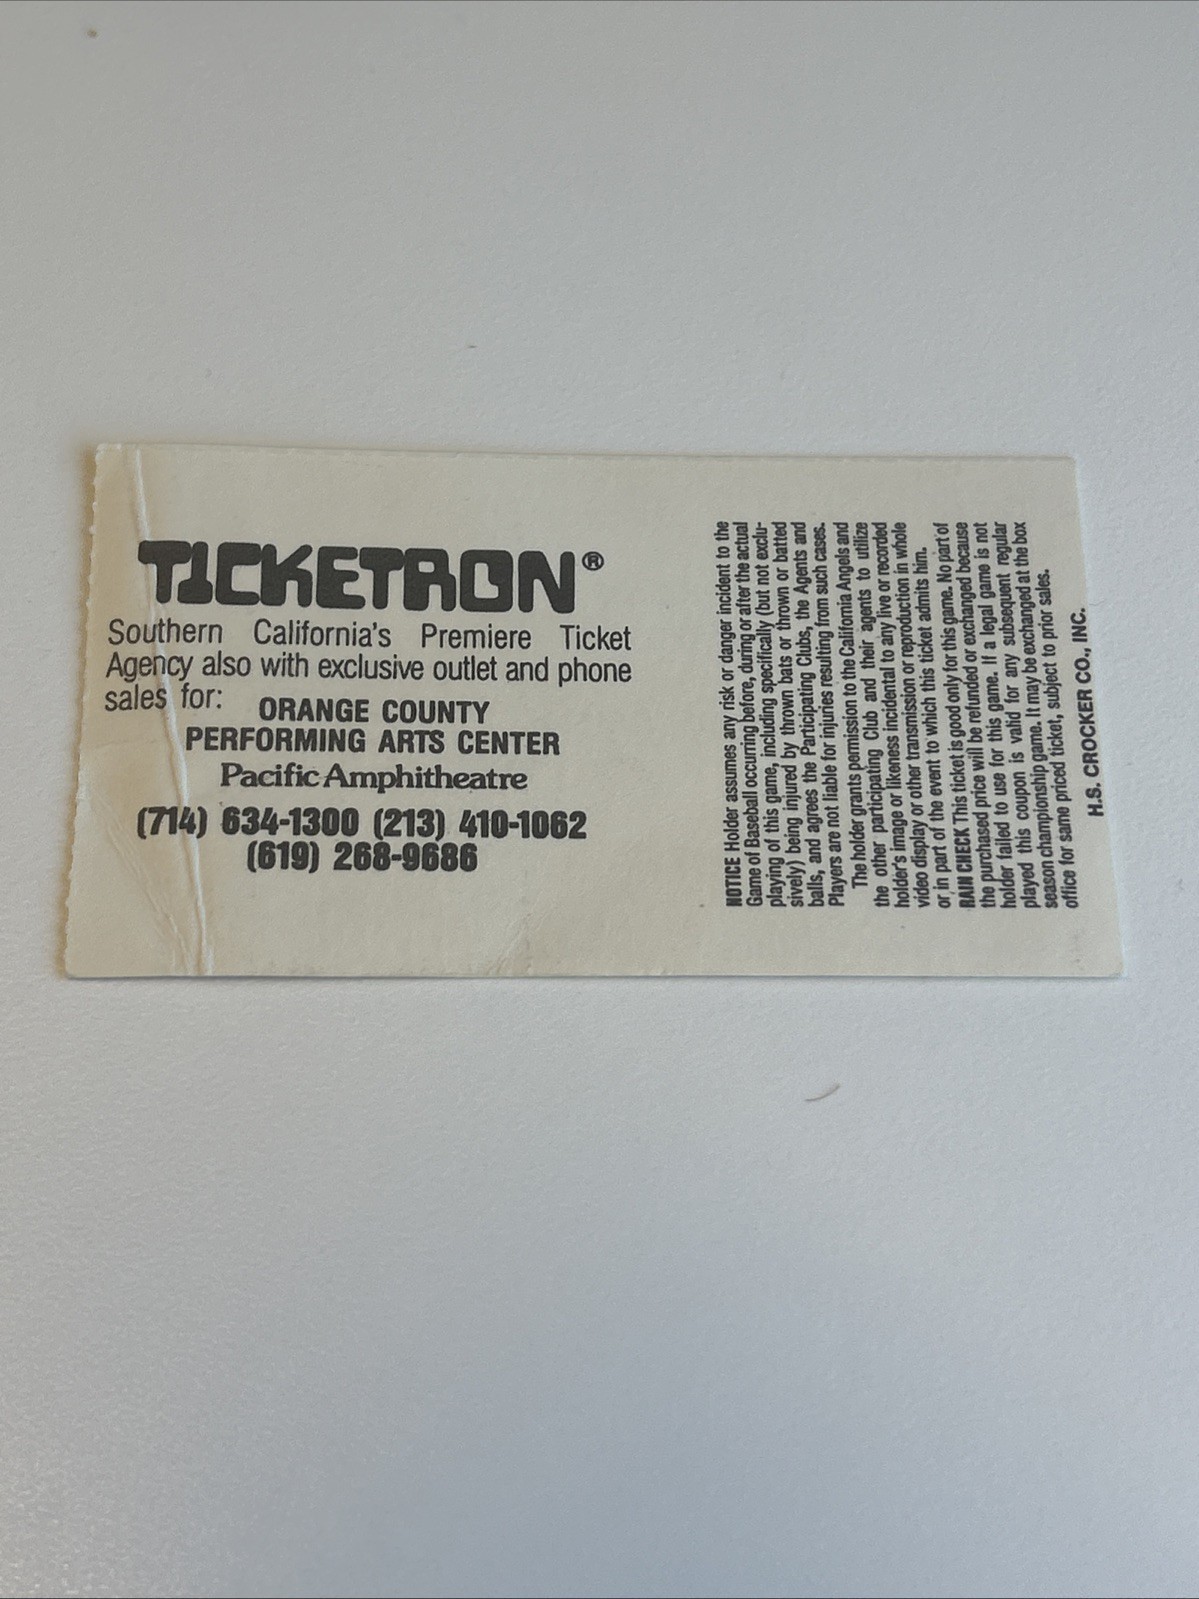 TICKETRON®
Southern California's Premiere Ticket
Agency also with exclusive outlet and phone
sales for:
ORANGE COUNTY
PERFORMING ARTS CENTER
Pacific Amphitheatre
(714) 634-1300 (213) 410-1062
(619) 268-9686
NOTICE Holder assumes any risk or danger incident to the
Game of Baseball occurring before, during or after the actual
playing of this game, including specifically (but not exclu-
sively) being injured by thrown bats or thrown or batted
balls, and agrees the Participating Clubs, the Agents and
Players are not liable for injuries resulting from such cases.
The holder grants permission to the California Angels and
the other participating Club and their agents to utilize
holder's image or likeness incidental to any live or recorded
video display or other transmission or reproduction in whole
or in part of the event to which this ticket admits him.
RAIN CHECK This ticket is good only for this game. No part of
the purchased price will be refunded or exchanged because
holder failed to use for this game. If a legal game is not
played this coupon is valid for any subsequent regular
season championship game. It may be exchanged at the box
office for same priced ticket, subject to prior sales.
H.S. CROCKER CO., INC.